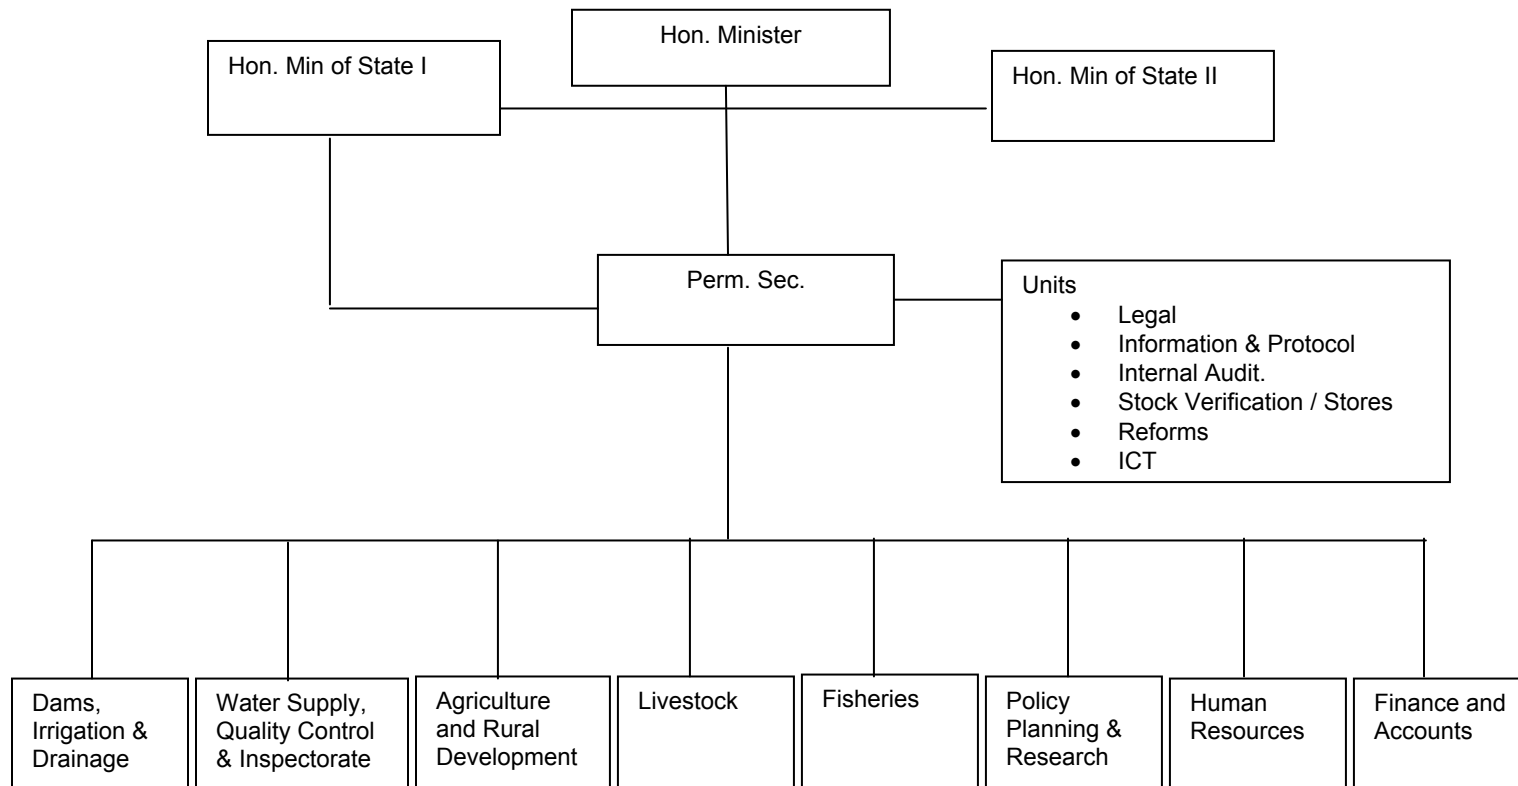 Hon. Minister
Hon. Min of State I
Hon. Min of State II
Perm. Sec.
Units
• Legal
• Information & Protocol
• Internal Audit.
• Stock Verification / Stores
• Reforms
• ICT
Dams,
Irrigation &
Drainage
Water Supply,
Quality Control
& Inspectorate
Agriculture
and Rural
Development
Livestock
Fisheries
Policy
Planning &
Research
Human
Resources
Finance and
Accounts